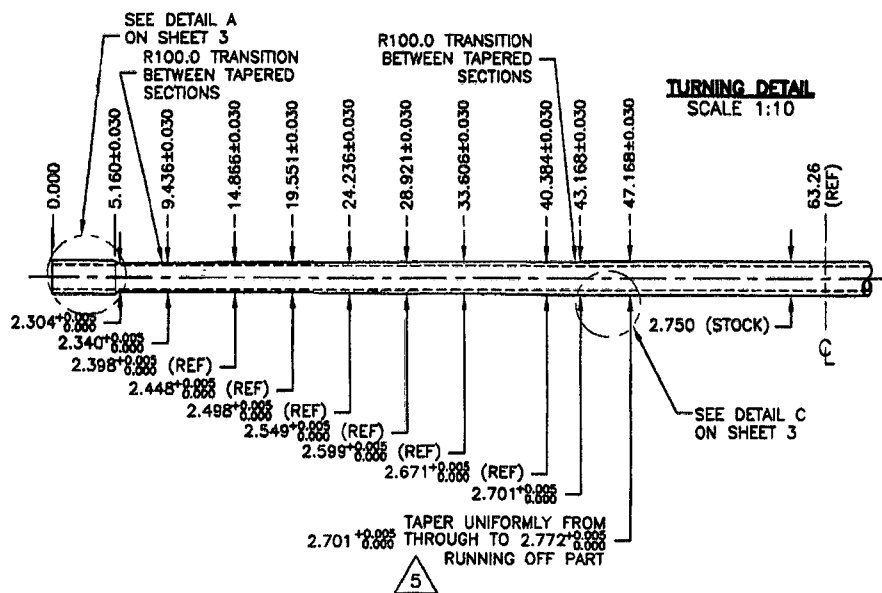 SEE DETAIL A
ON SHEET 3
R100.0 TRANSITION
BETWEEN TAPERED
SECTIONS
R100.0 TRANSITION
BETWEEN TAPERED
SECTIONS
TURNING DETAIL
SCALE 1:10
0.000
5.160±0.030
9.436±0.030
14.866±0.030
19.551±0.030
24.236±0.030
28.921±0.030
33.606±0.030
40.384±0.030
43.168±0.030
47.168±0.030
63.26
(REF)
2.304+0.005 0.000
2.340+0.005 0.000
2.398+0.005 0.000 (REF)
2.448+0.005 0.000 (REF)
2.498+0.005 0.000 (REF)
2.549+0.005 0.000 (REF)
2.599+0.005 0.000 (REF)
2.671+0.005 0.000 (REF)
2.701+0.005 0.000
2.750 (STOCK)
℄
SEE DETAIL C
ON SHEET 3
TAPER UNIFORMLY FROM
2.701 +0.005 0.000 THROUGH TO 2.772+0.005 0.000
RUNNING OFF PART
5